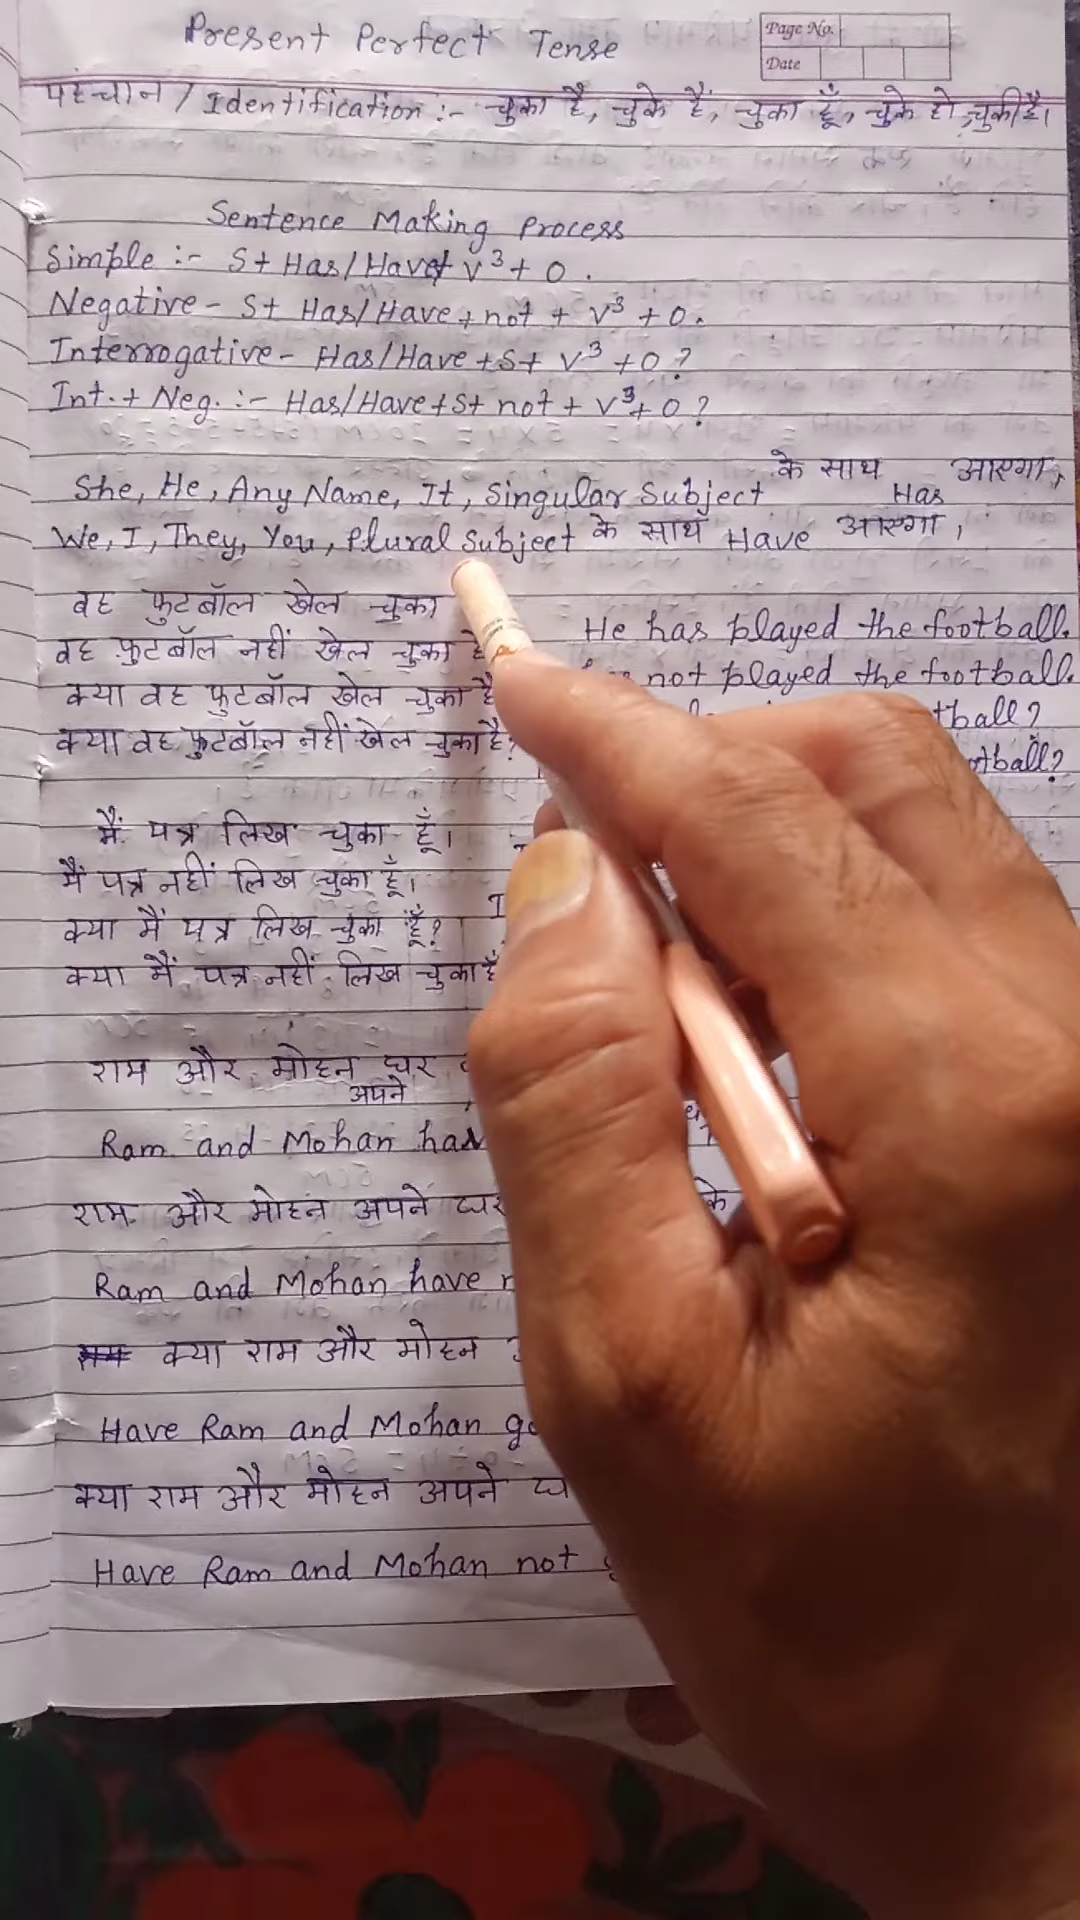 Present Perfect Tense
Page No.
Date
पहचान / Identification :- चुका है, चुके हैं, चुका हूँ, चुके हो, चुकी है।
Sentence Making Process
Simple :- S + Has/Have + V³ + O.
Negative - S + Has/Have + not + V³ + O.
Interrogative - Has/Have + S + V³ + O?
Int. + Neg. :- Has/Have + S + not + V³ + O?
She, He, Any Name, It, Singular Subject के साथ Has आएगा,
We, I, They, You, Plural Subject के साथ Have आएगा,
वह फुटबॉल खेल चुका He has played the football.
वह फुटबॉल नहीं खेल चुका है not played the football.
क्या वह फुटबॉल खेल चुका है
क्या वह फुटबॉल नहीं खेल चुका है?
मैं पत्र लिख चुका हूँ।
मैं पत्र नहीं लिख चुका हूँ। I
क्या मैं पत्र लिख चुका हूँ?
क्या मैं पत्र नहीं लिख चुका
राम और मोहन घर
अपने
Ram and Mohan
राम और मोहन अपने घर के
Ram and Mohan have
क्या राम और मोहन
Have Ram and Mohan
क्या राम और मोहन अपने
Have Ram and Mohan not